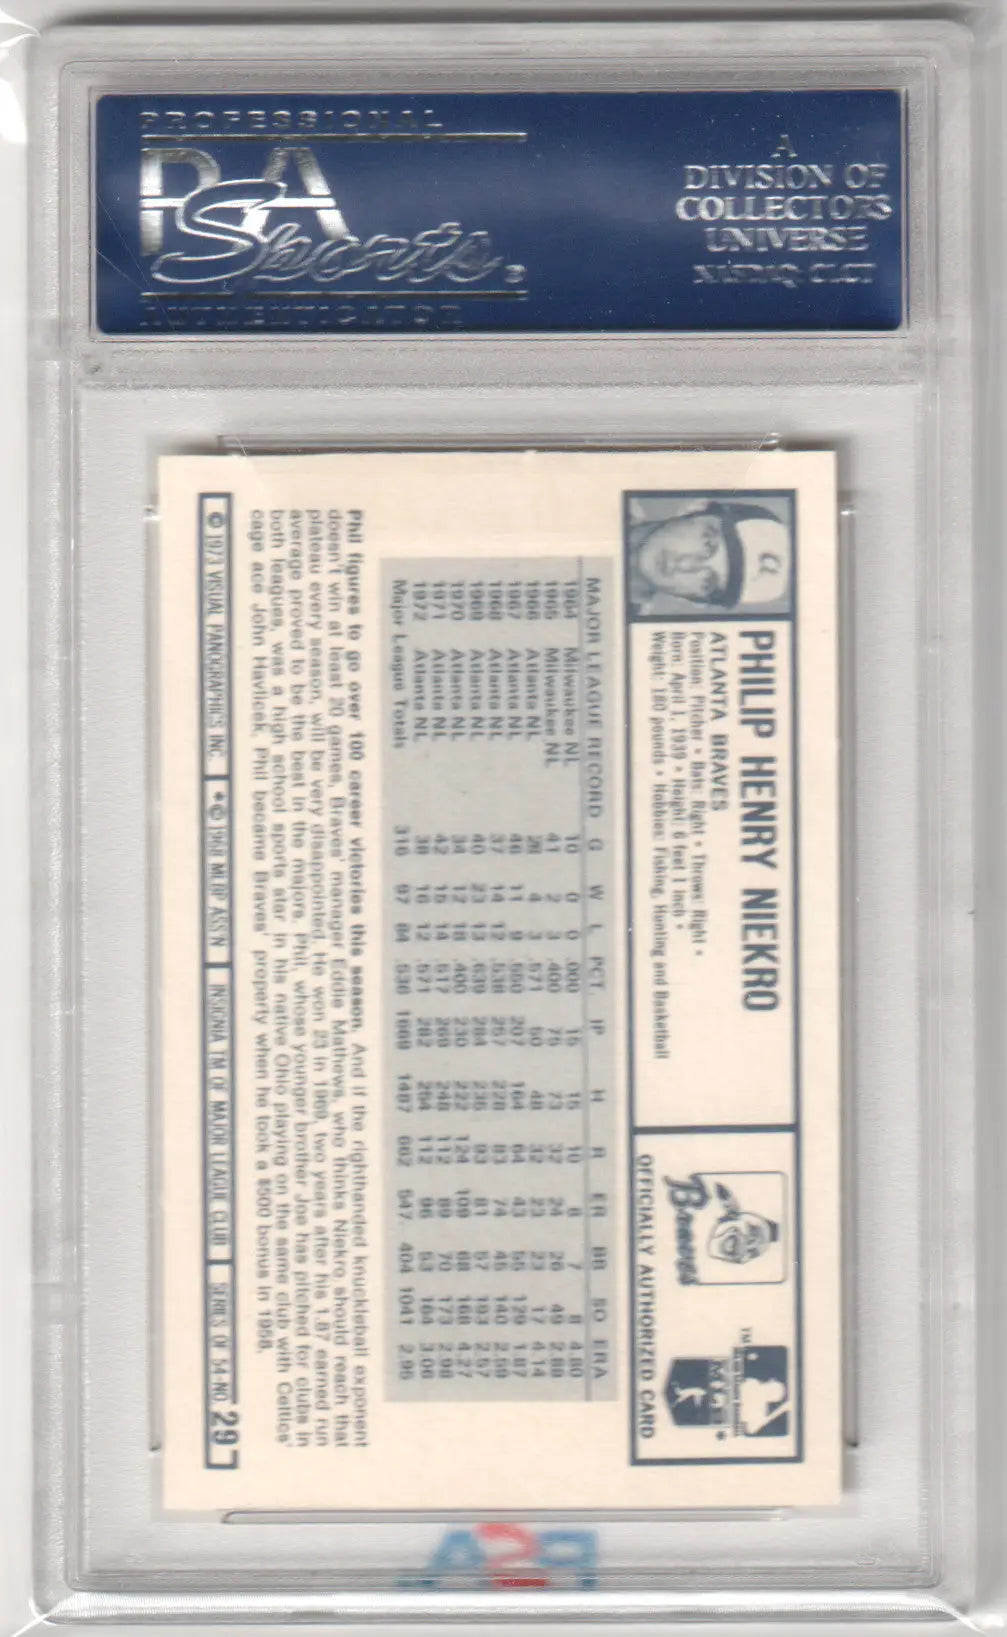 PROFESSIONAL
PSA
Sports
AUTHENTICATOR
A
DIVISION OF
COLLECTORS
UNIVERSE
NASDAQ: CLCT
PHILIP HENRY NIEKRO
ATLANTA BRAVES
Position: Pitcher • Bats: Right • Throws: Right •
Born: April 1, 1939 • Height: 6 feet 1 inch •
Weight: 180 pounds • Hobbies: Fishing, Hunting and Basketball
Braves
TM
OFFICIALLY AUTHORIZED CARD
MAJOR LEAGUE RECORD G W L PCT. IP H R ER BB SO ERA
1964 Milwaukee NL 10 0 0 .000 15 15 10 8 7 8 4.80
1965 Milwaukee NL 41 2 3 .400 75 73 32 24 26 49 2.88
1966 Atlanta NL 28 4 3 .571 50 48 32 23 23 17 4.14
1967 Atlanta NL 46 11 9 .550 207 164 64 43 55 129 1.87
1968 Atlanta NL 37 14 12 .538 257 228 83 74 45 140 2.59
1969 Atlanta NL 40 23 13 .639 284 235 93 81 57 193 2.57
1970 Atlanta NL 34 12 18 .400 230 222 124 109 68 168 4.27
1971 Atlanta NL 42 15 14 .517 269 248 112 89 70 173 2.98
1972 Atlanta NL 38 16 12 .571 282 254 112 96 53 164 3.06
Major League Totals 316 97 84 .536 1669 1487 662 547 404 1041 2.95
Phil figures to go over 100 career victories this season. And if the righthanded knuckleball exponent
doesn't win at least 20 games, Braves' manager Eddie Mathews, who thinks Niekro should reach that
plateau every season, will be very disappointed. He won 23 in 1969, two years after his 1.87 earned run
average proved to be the best in the majors. Phil, whose younger brother Joe has pitched for clubs in
both leagues, was a high school sports star in his native Ohio playing on the same club with Celtics'
cage ace John Havlicek. Phil became Braves' property when he took a $500 bonus in 1958.
© 1973 VISUAL PANOGRAPHICS INC. • © 1968 MLBP ASS'N INSIGNIA TM OF MAJOR LEAGUE CLUB SERIES OF 54-NO. 29
PSA